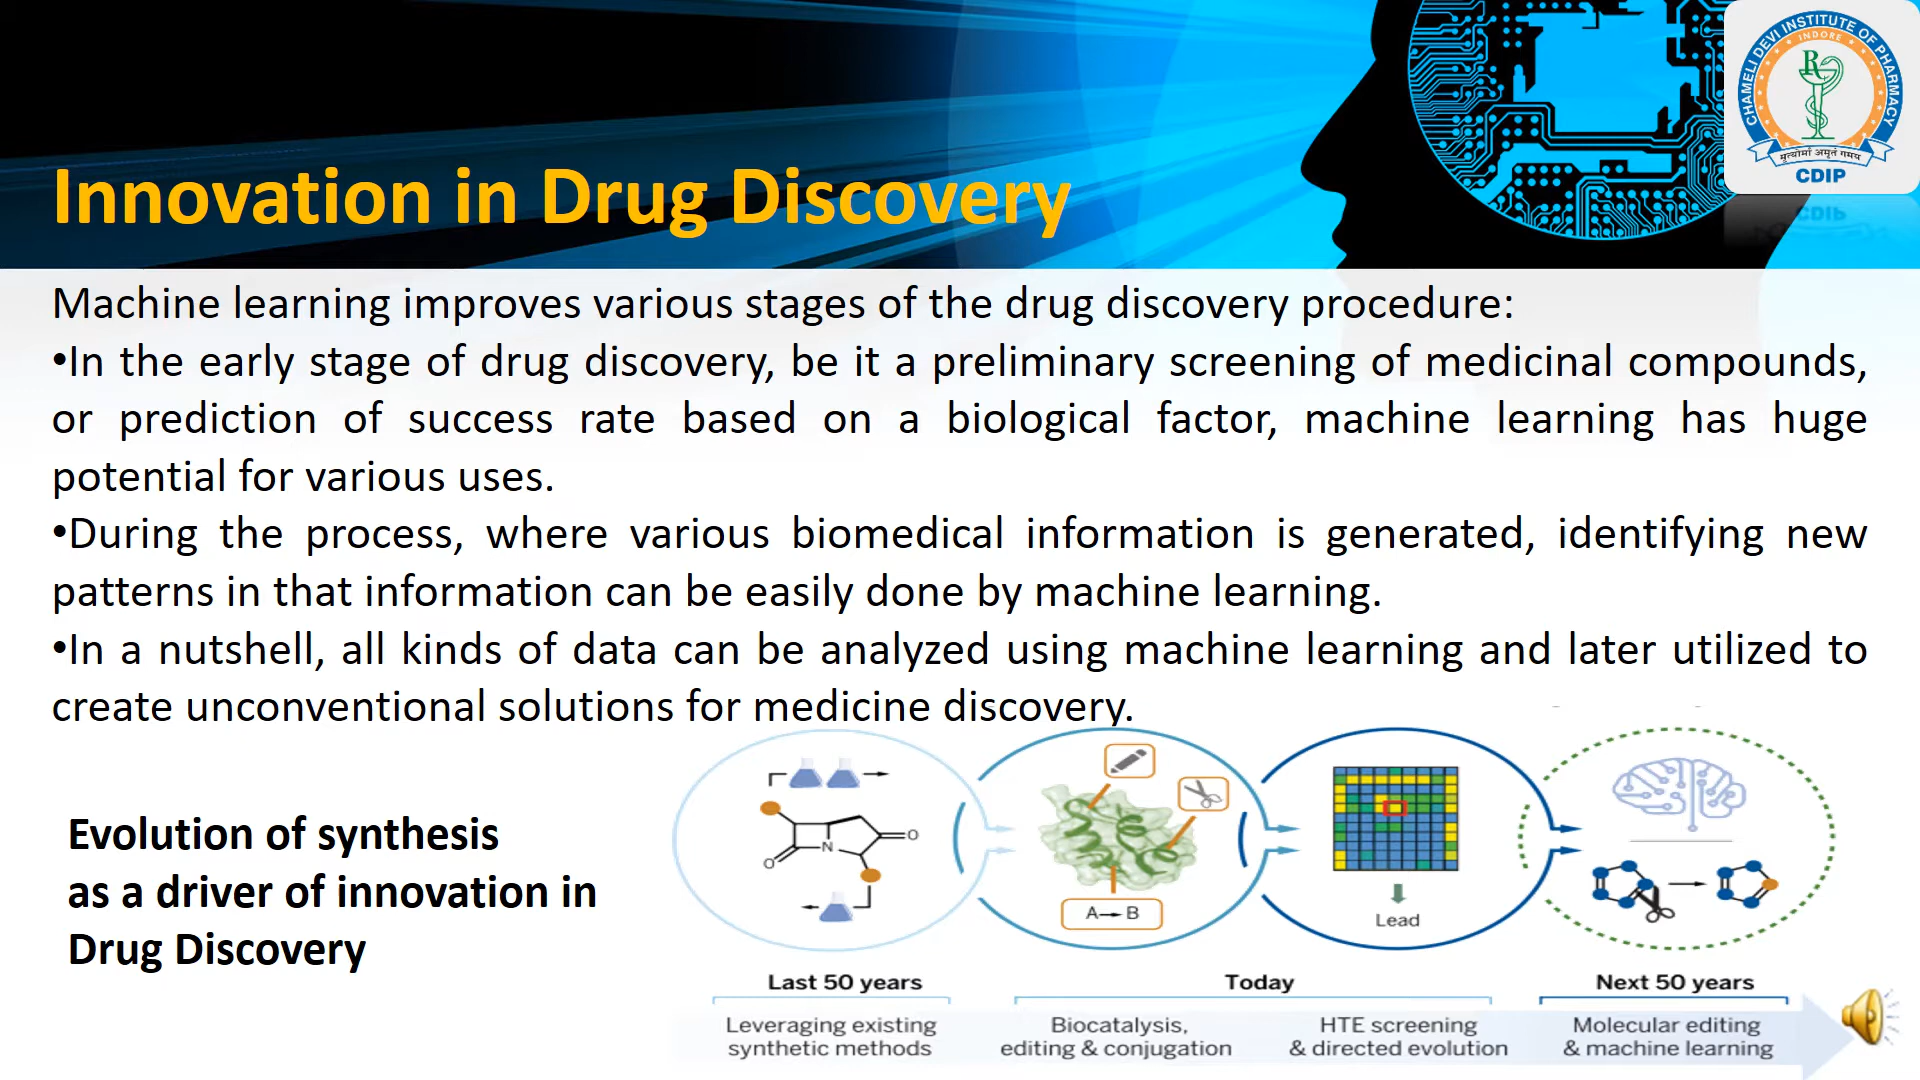 CHAMELI DEVI INSTITUTE OF PHARMACY
INDORE
R
मृत्योर्मा अमृतं गमय
CDIP
Innovation in Drug Discovery
Machine learning improves various stages of the drug discovery procedure:
•In the early stage of drug discovery, be it a preliminary screening of medicinal compounds,
or prediction of success rate based on a biological factor, machine learning has huge
potential for various uses.
•During the process, where various biomedical information is generated, identifying new
patterns in that information can be easily done by machine learning.
•In a nutshell, all kinds of data can be analyzed using machine learning and later utilized to
create unconventional solutions for medicine discovery.
Evolution of synthesis
as a driver of innovation in
Drug Discovery
O
N
O
A→B
Lead
Last 50 years
Today
Next 50 years
Leveraging existing
synthetic methods
Biocatalysis,
editing & conjugation
HTE screening
& directed evolution
Molecular editing
& machine learning